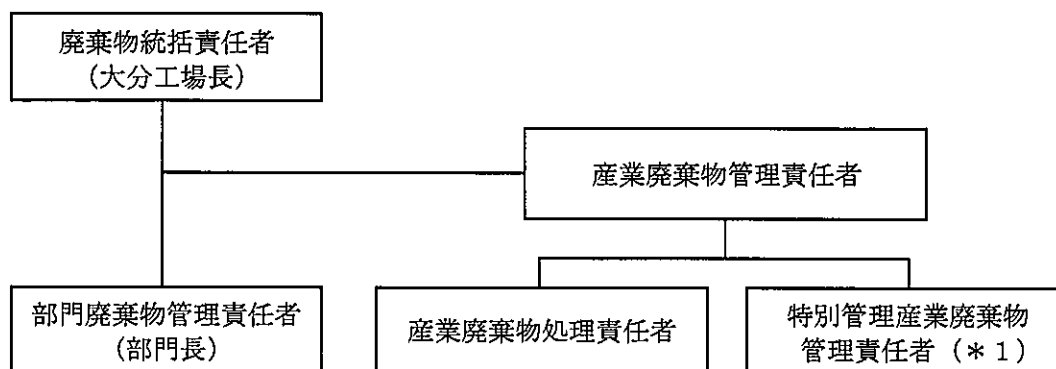 廃棄物統括責任者
（大分工場長）
産業廃棄物管理責任者
部門廃棄物管理責任者
（部門長）
産業廃棄物処理責任者
特別管理産業廃棄物
管理責任者（＊１）